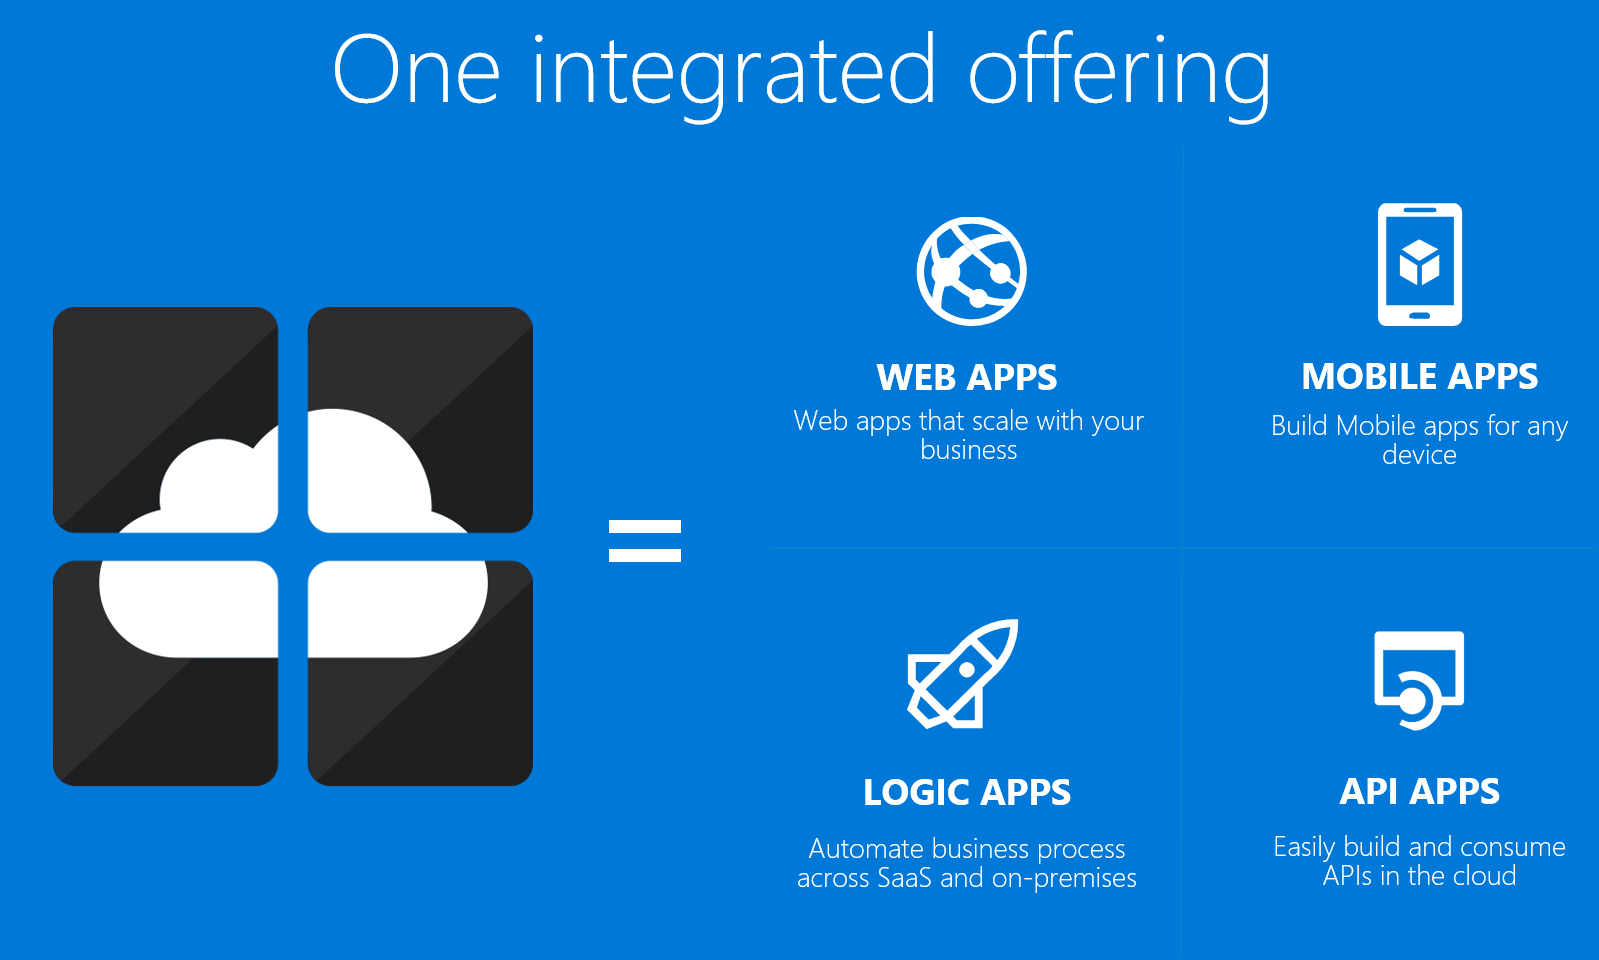 One integrated offering
WEB APPS
Web apps that scale with your
business
MOBILE APPS
Build Mobile apps for any
device
LOGIC APPS
Automate business process
across SaaS and on-premises
API APPS
Easily build and consume
APIs in the cloud